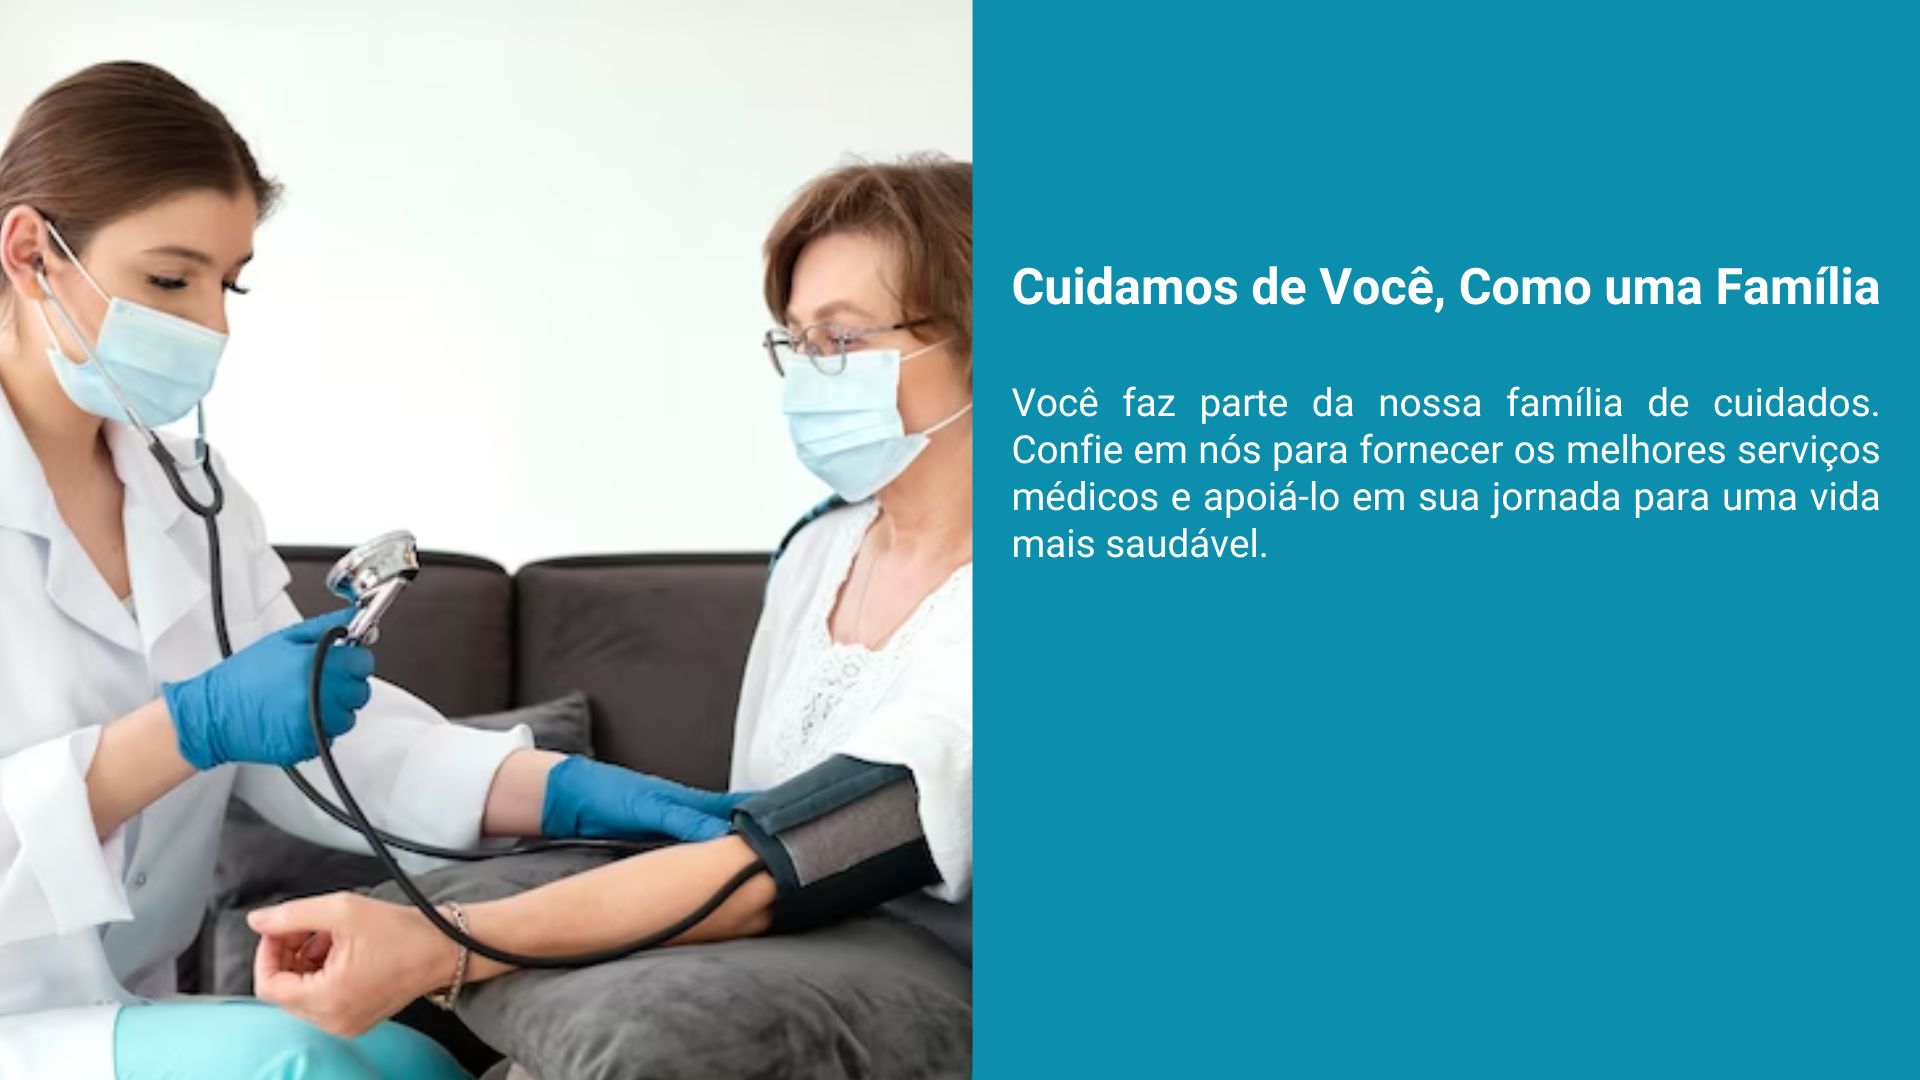 Cuidamos de Você, Como uma Família
Você faz parte da nossa família de cuidados.
Confie em nós para fornecer os melhores serviços
médicos e apoiá-lo em sua jornada para uma vida
mais saudável.